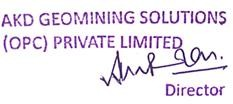 AKD GEOMINING SOLUTIONS
(OPC) PRIVATE LIMITED
Director